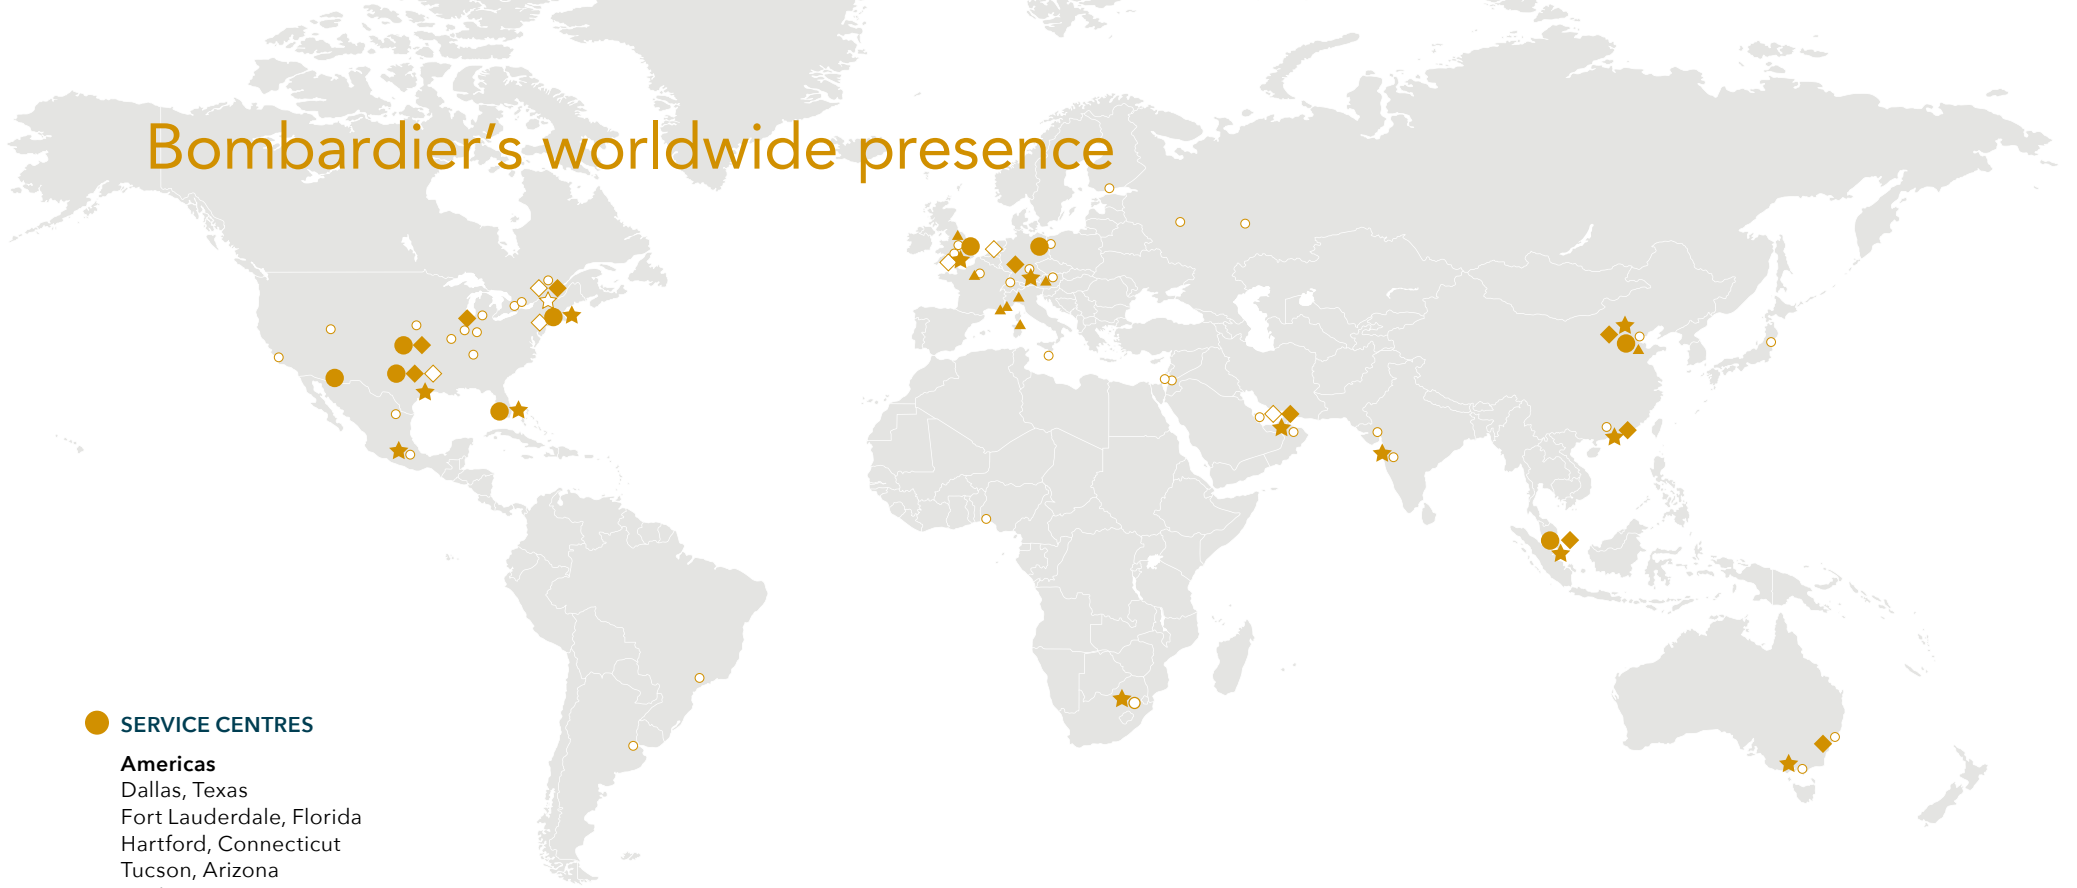 Bombardier’s worldwide presence
SERVICE CENTRES
Americas
Dallas, Texas
Fort Lauderdale, Florida
Hartford, Connecticut
Tucson, Arizona